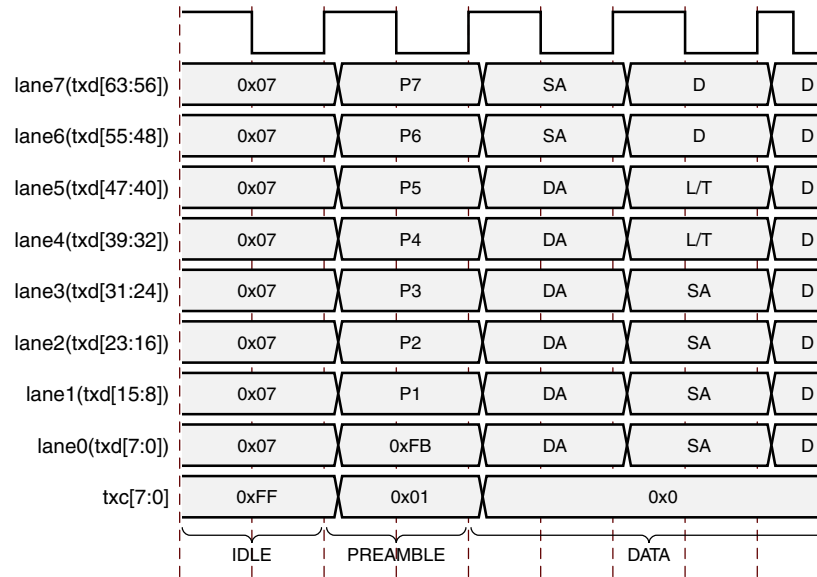 lane7(txd[63:56]) 0x07 P7 SA D D
lane6(txd[55:48]) 0x07 P6 SA D D
lane5(txd[47:40]) 0x07 P5 DA L/T D
lane4(txd[39:32]) 0x07 P4 DA L/T D
lane3(txd[31:24]) 0x07 P3 DA SA D
lane2(txd[23:16]) 0x07 P2 DA SA D
lane1(txd[15:8]) 0x07 P1 DA SA D
lane0(txd[7:0]) 0x07 0xFB DA SA D
txc[7:0] 0xFF 0x01 0x0
IDLE PREAMBLE DATA